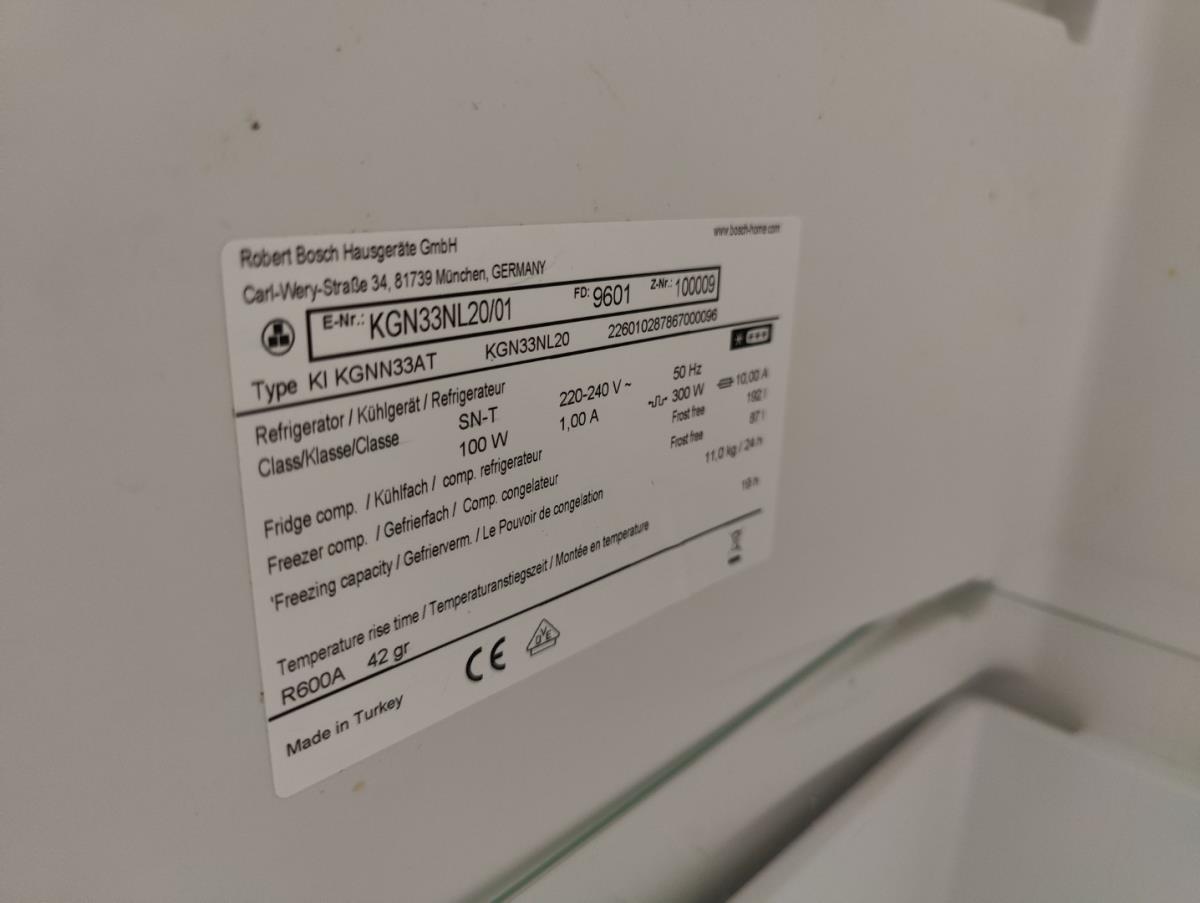 Robert Bosch Hausgeräte GmbH www.bosch-home.com
Carl-Wery-Straße 34, 81739 München, GERMANY
E-Nr.: KGN33NL20/01 FD: 9601 Z-Nr.: 100009
Type KI KGNN33AT KGN33NL20 226010287867000096
Refrigerator / Kühlgerät / Refrigerateur
Class/Klasse/Classe SN-T 220-240 V ~ 50 Hz 10,00 A
100 W 1,00 A 300 W
Fridge comp. / Kühlfach / comp. refrigerateur Frost free 192 l
Freezer comp. / Gefrierfach / Comp. congelateur Frost free 87 l
*Freezing capacity / Gefrierverm. / Le Pouvoir de congelation 11,0 kg / 24 h
Temperature rise time / Temperaturanstiegszeit / Montée en temperature 19 h
R600A 42 gr
CE DVE
Made in Turkey